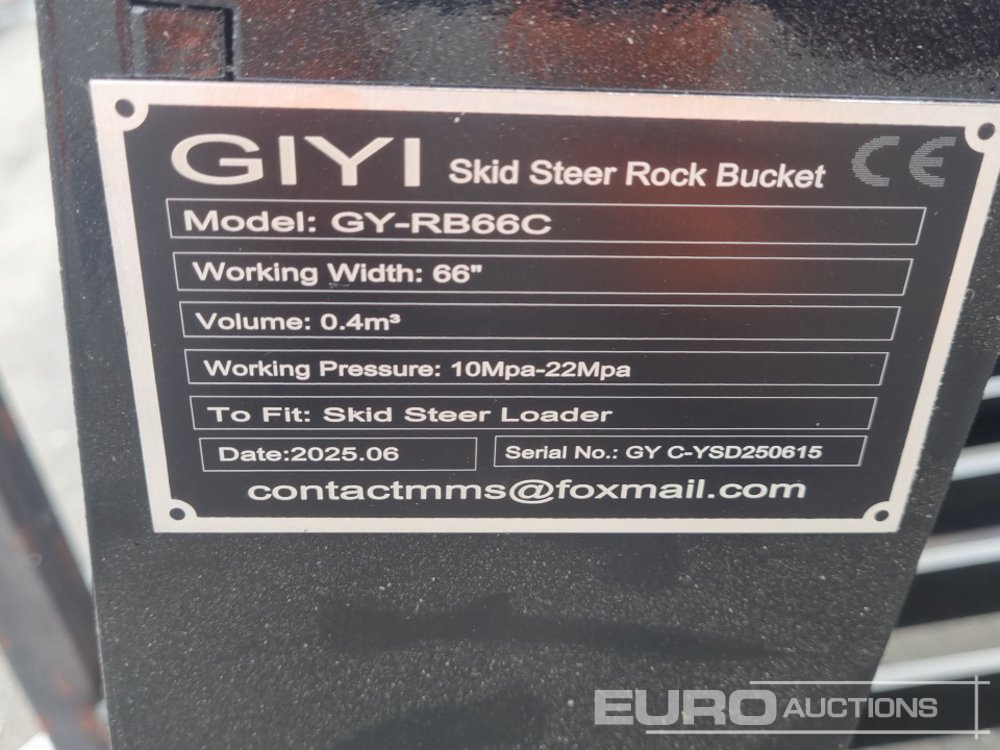 GIYI Skid Steer Rock Bucket CE
Model: GY-RB66C
Working Width: 66"
Volume: 0.4m³
Working Pressure: 10Mpa-22Mpa
To Fit: Skid Steer Loader
Date:2025.06 Serial No.: GY C-YSD250615
contactmms@foxmail.com
EURO AUCTIONS